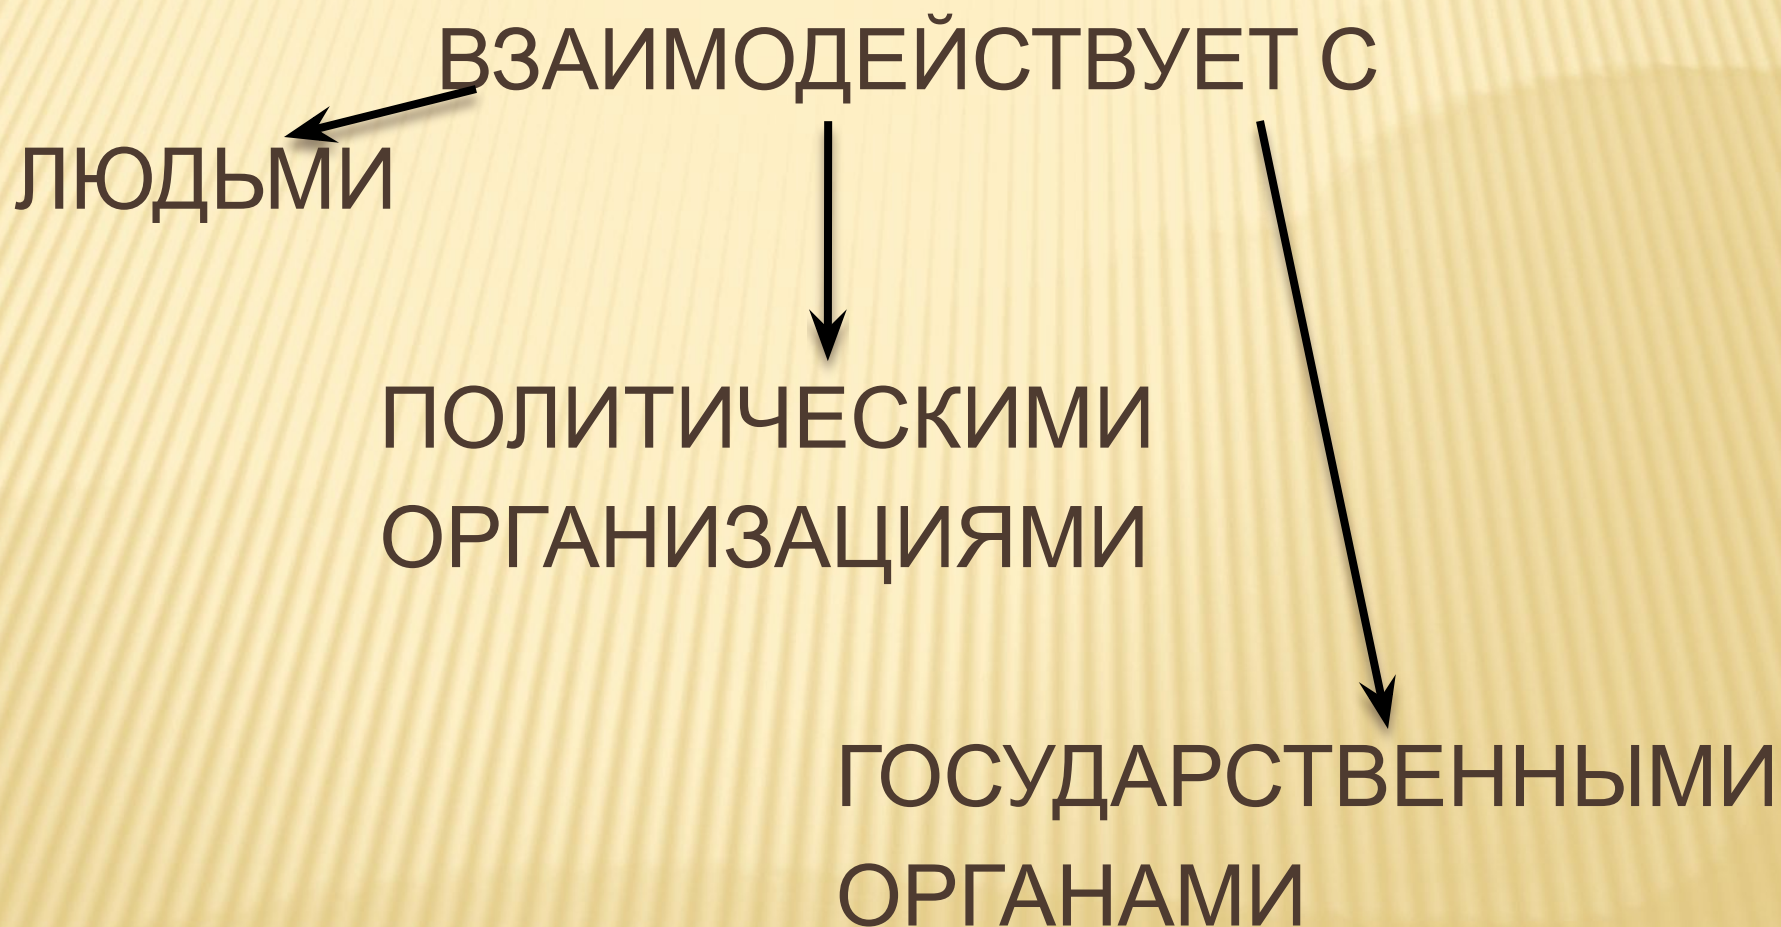 ВЗАИМОДЕЙСТВУЕТ С
ЛЮДЬМИ
ПОЛИТИЧЕСКИМИ
ОРГАНИЗАЦИЯМИ
ГОСУДАРСТВЕННЫМИ
ОРГАНАМИ